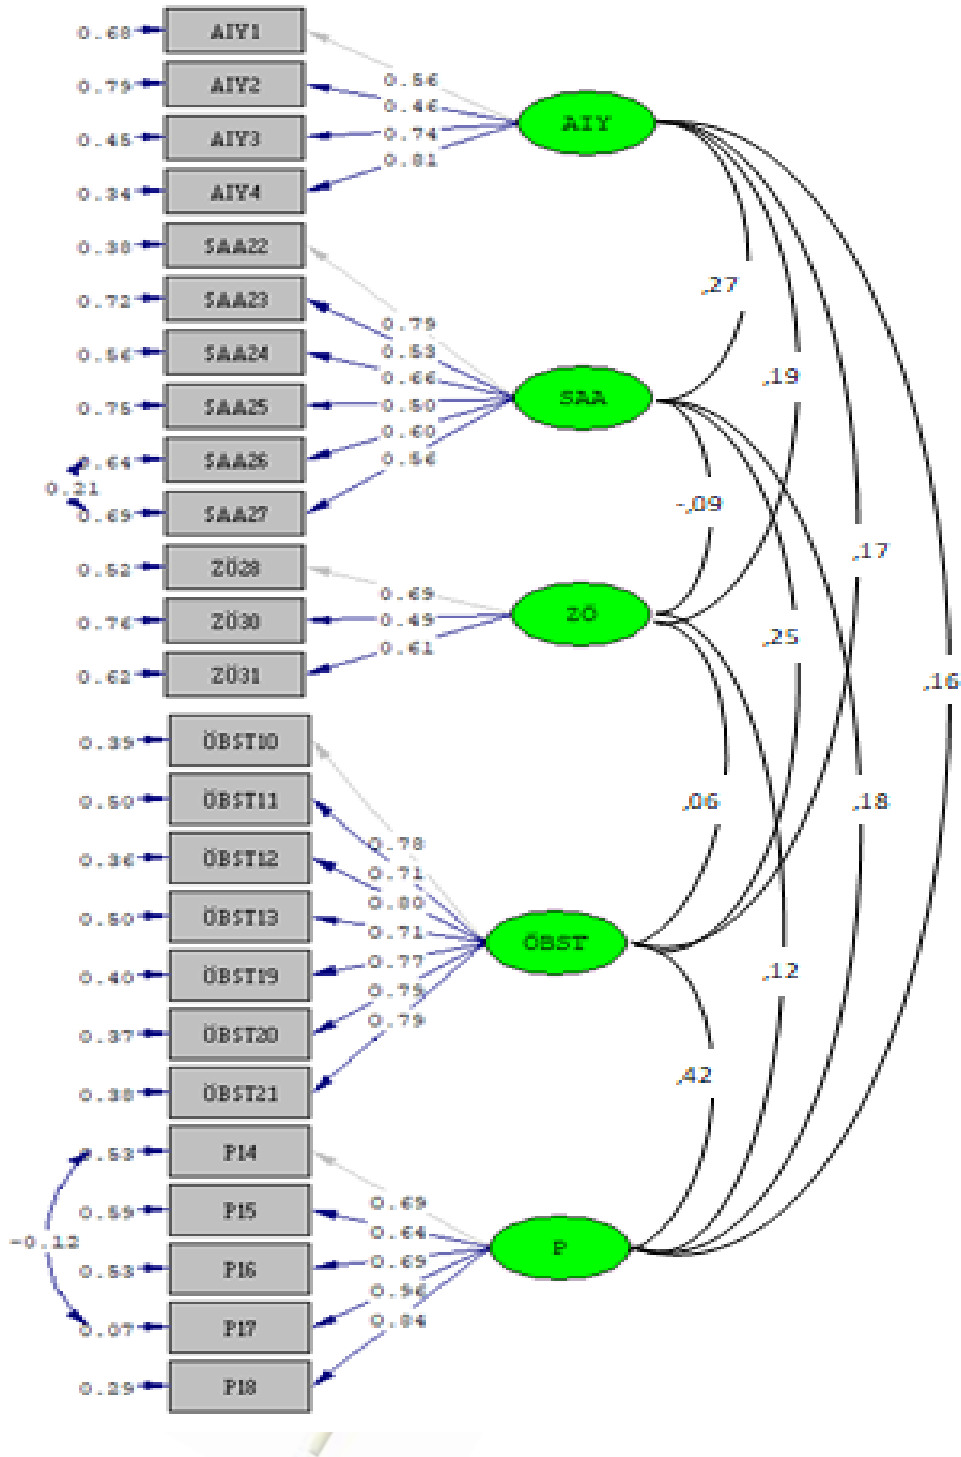 0.68 AIY1
0.56
0.79 AIY2
0.46
AIY
0.45 AIY3
0.74
0.81
0.34 AIY4
0.38 SAA22
,27
0.72 SAA23
0.79
0.53
0.56 SAA24
0.66
,19
0.75 SAA25
0.50
SAA
0.60
0.64 SAA26
0.56
0.21
-,09
0.69 SAA27
,17
0.52 ZÖ28
0.69
0.76 ZÖ30
0.49
ZÖ
,25
0.61
0.62 ZÖ31
,16
0.39 ÖBST10
0.50 ÖBST11
,06
,18
0.78
0.36 ÖBST12
0.71
0.80
0.50 ÖBST13
0.71
ÖBST
0.77
0.40 ÖBST19
,12
0.79
0.79
0.37 ÖBST20
,42
0.38 ÖBST21
0.53 P14
0.69
0.59 P15
0.64
-0.12
P
0.69
0.53 P16
0.96
0.84
0.07 P17
0.29 P18